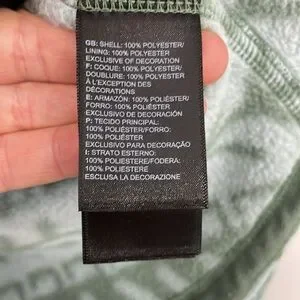 GB: SHELL: 100% POLYESTER/
LINING: 100% POLYESTER
EXCLUSIVE OF DECORATION
F: COQUE: 100% POLYESTER/
DOUBLURE: 100% POLYESTER
À L'EXCEPTION DES
DÉCORATIONS
E: ARMAZÓN: 100% POLIÉSTER/
FORRO: 100% POLIÉSTER
EXCLUSIVO DE DECORACIÓN
P: TECIDO PRINCIPAL:
100% POLIÉSTER/FORRO:
100% POLIÉSTER
EXCLUSIVO PARA DECORAÇÃO
I: STRATO ESTERNO:
100% POLIESTERE/FODERA:
100% POLIESTERE
ESCLUSA LA DECORAZIONE